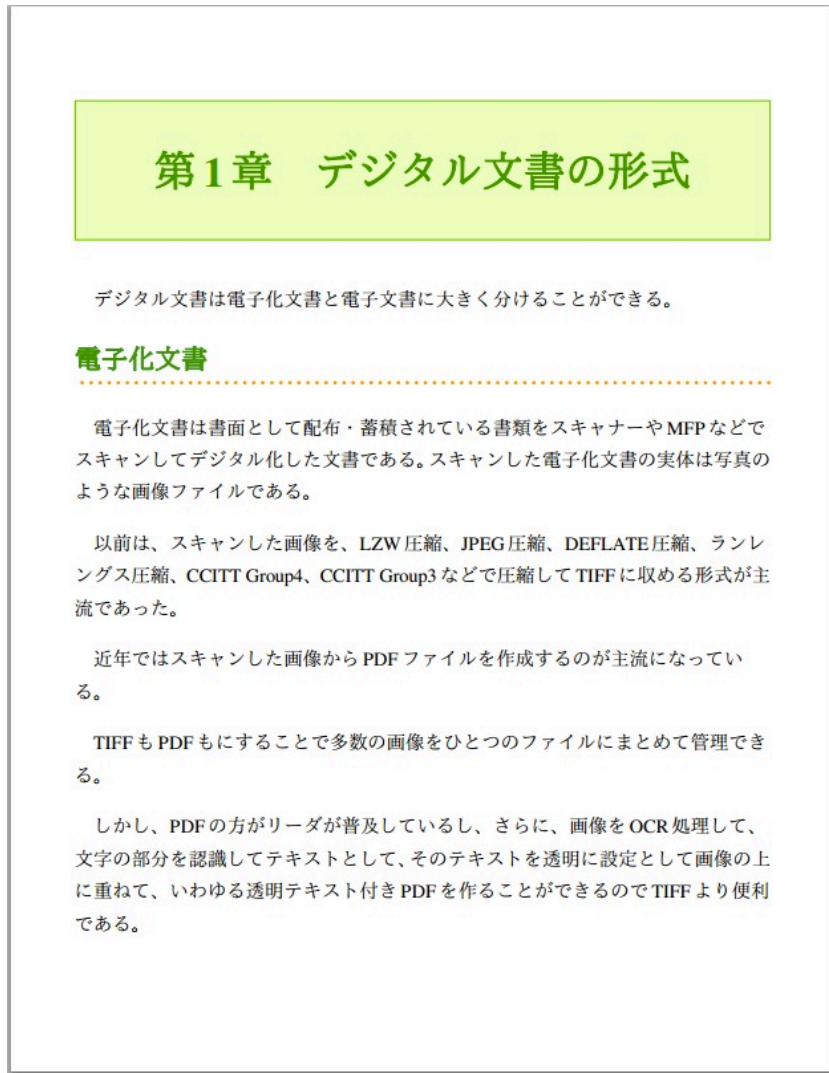 第1章　デジタル文書の形式
デジタル文書は電子化文書と電子文書に大きく分けることができる。
電子化文書
電子化文書は書面として配布・蓄積されている書類をスキャナーやMFPなどで
スキャンしてデジタル化した文書である。スキャンした電子化文書の実体は写真の
ような画像ファイルである。
以前は、スキャンした画像を、LZW圧縮、JPEG圧縮、DEFLATE圧縮、ランレ
ングス圧縮、CCITT Group4、CCITT Group3などで圧縮してTIFFに収める形式が主
流であった。
近年ではスキャンした画像からPDFファイルを作成するのが主流になってい
る。
TIFFもPDFもにすることで多数の画像をひとつのファイルにまとめて管理でき
る。
しかし、PDFの方がリーダが普及しているし、さらに、画像をOCR処理して、
文字の部分を認識してテキストとして、そのテキストを透明に設定として画像の上
に重ねて、いわゆる透明テキスト付きPDFを作ることができるのでTIFFより便利
である。